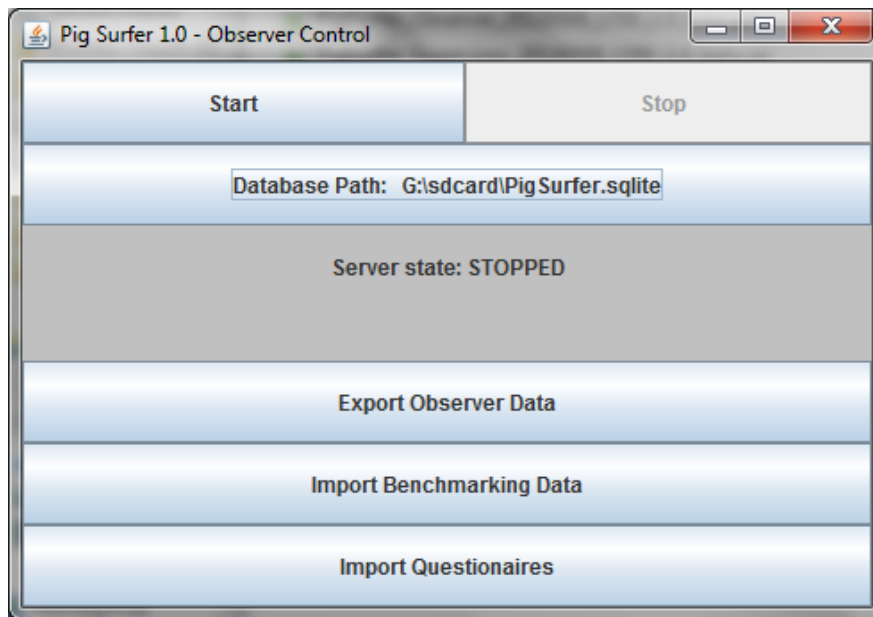 Pig Surfer 1.0 - Observer Control
Start
Stop
Database Path: G:\sdcard\PigSurfer.sqlite
Server state: STOPPED
Export Observer Data
Import Benchmarking Data
Import Questionaires